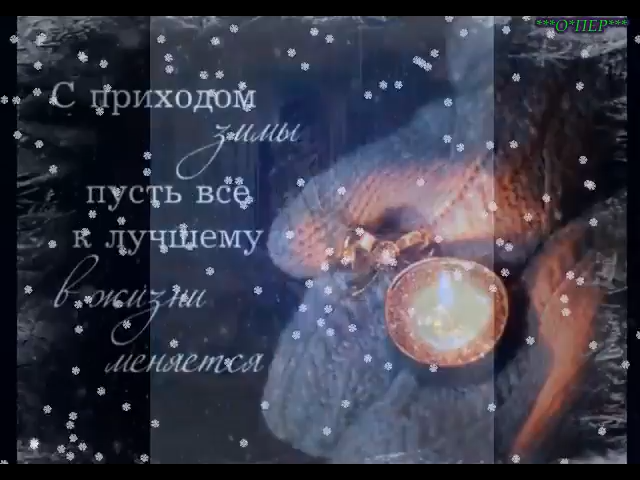 ***О*ПЕР***
С приходом
зимы
пусть все
к лучшему
в жизни
меняется